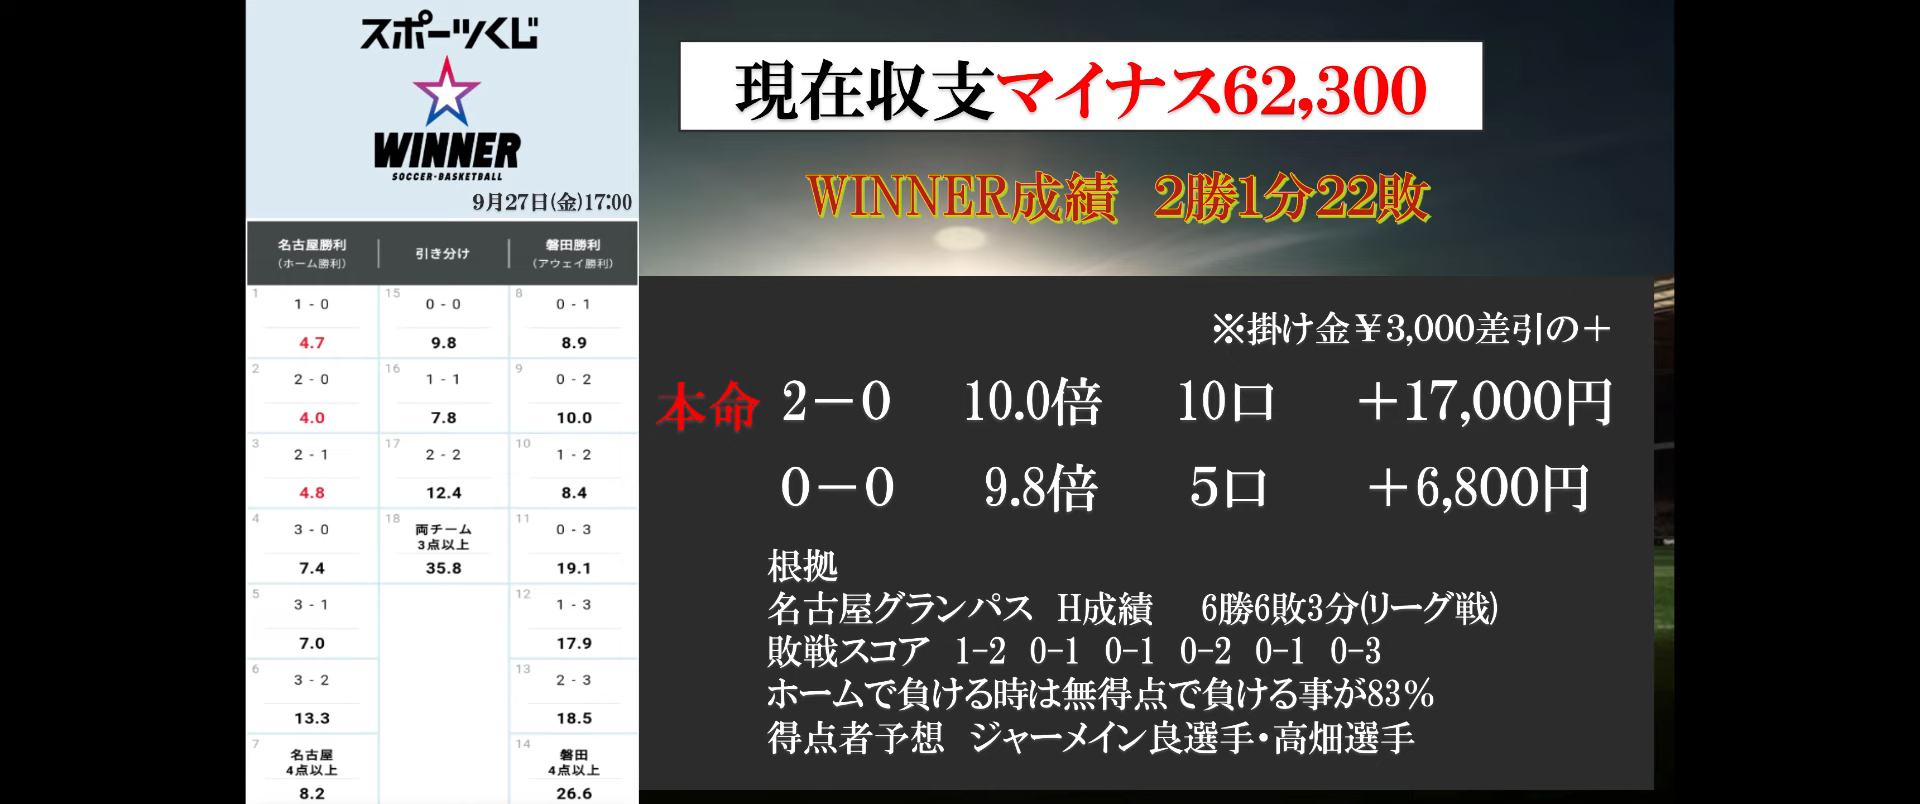 スポーツくじ
WINNER
SOCCER・BASKETBALL
9月27日(金)17:00
名古屋勝利 引き分け 磐田勝利
(ホーム勝利) (アウェイ勝利)
1 1 - 0 15 0 - 0 8 0 - 1
4.7 9.8 8.9
2 2 - 0 16 1 - 1 9 0 - 2
4.0 7.8 10.0
3 2 - 1 17 2 - 2 10 1 - 2
4.8 12.4 8.4
4 3 - 0 18 両チーム 11 0 - 3
3点以上
7.4 35.8 19.1
5 3 - 1 12 1 - 3
7.0 17.9
6 3 - 2 13 2 - 3
13.3 18.5
7 名古屋 14 磐田
4点以上 4点以上
8.2 26.6
現在収支マイナス62,300
WINNER成績 2勝1分22敗
※掛け金￥3,000差引の＋
本命 2－0 10.0倍 10口 ＋17,000円
0－0 9.8倍 5口 ＋6,800円
根拠
名古屋グランパス H成績 6勝6敗3分(リーグ戦)
敗戦スコア 1-2 0-1 0-1 0-2 0-1 0-3
ホームで負ける時は無得点で負ける事が83％
得点者予想 ジャーメイン良選手・高畑選手